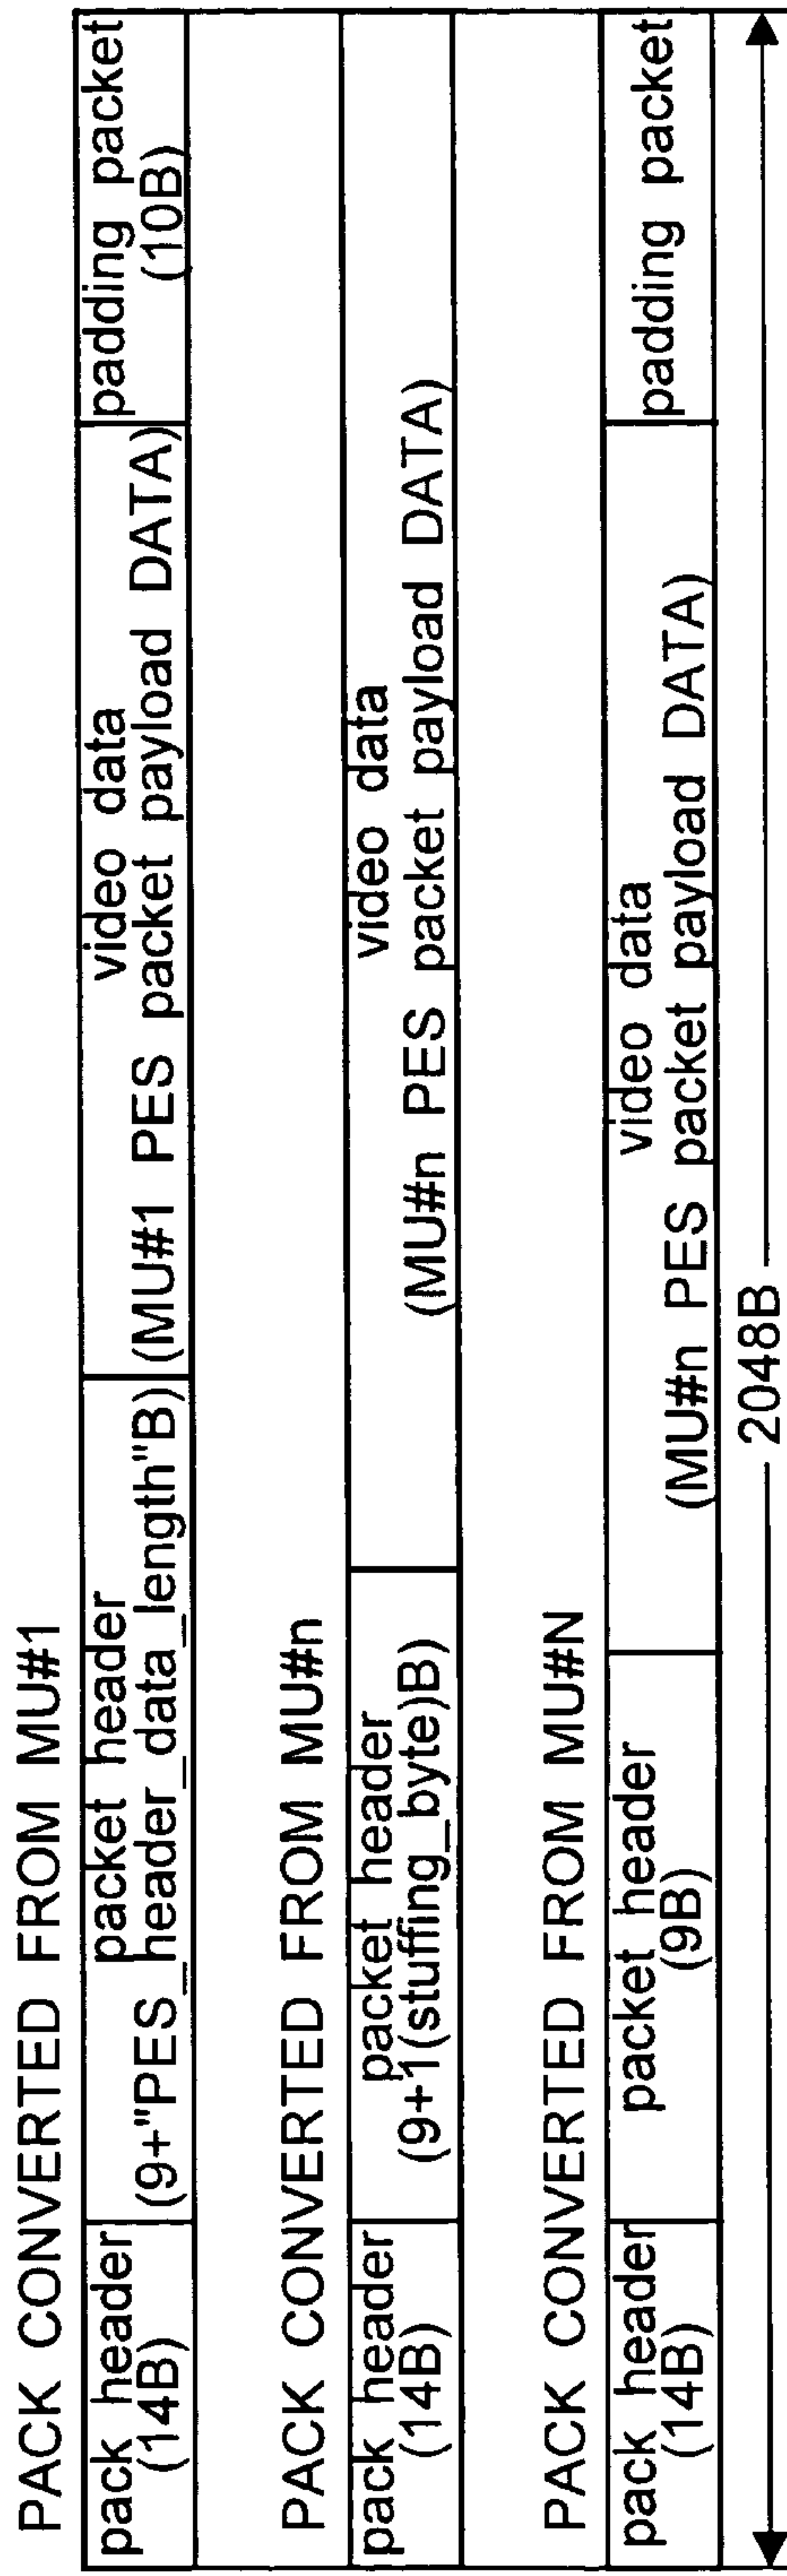 PACK CONVERTED FROM MU#1
pack header
(14B)
packet header
(9+"PES_header_data_length"B)
video data
(MU#1 PES packet payload DATA)
padding packet
(10B)
PACK CONVERTED FROM MU#n
pack header
(14B)
packet header
(9+1(stuffing_byte)B)
video data
(MU#n PES packet payload DATA)
PACK CONVERTED FROM MU#N
pack header
(14B)
packet header
(9B)
video data
(MU#n PES packet payload DATA)
padding packet
2048B